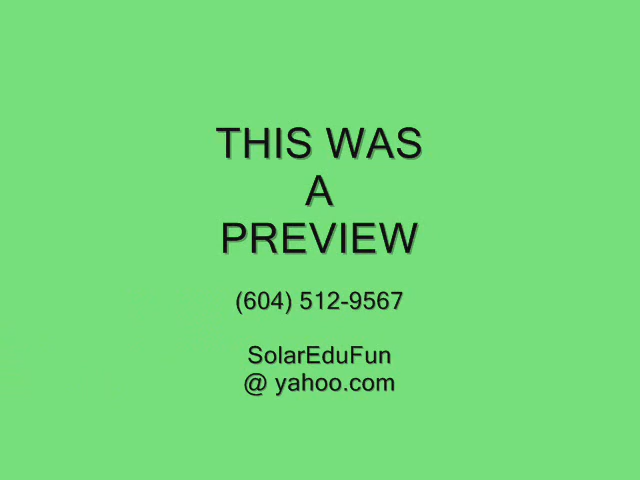 THIS WAS
A
PREVIEW
(604) 512-9567
SolarEduFun
@ yahoo.com